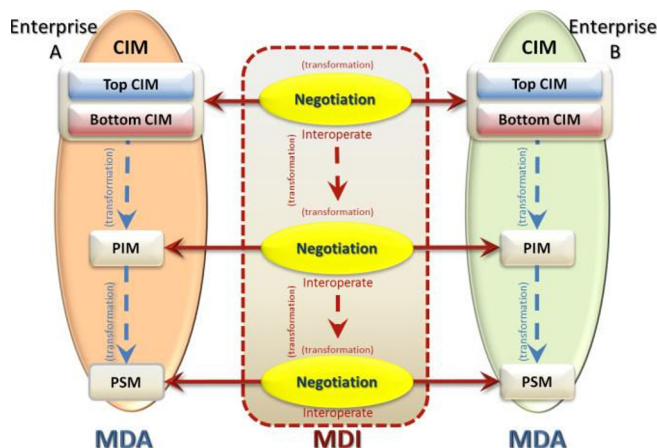 Enterprise
A
CIM
Top CIM
Bottom CIM
(transformation)
PIM
(transformation)
PSM
MDA
(transformation)
Negotiation
Interoperate
(transformation)
(transformation)
Negotiation
Interoperate
(transformation)
(transformation)
Negotiation
Interoperate
MDI
Enterprise
B
CIM
Top CIM
Bottom CIM
(transformation)
PIM
(transformation)
PSM
MDA